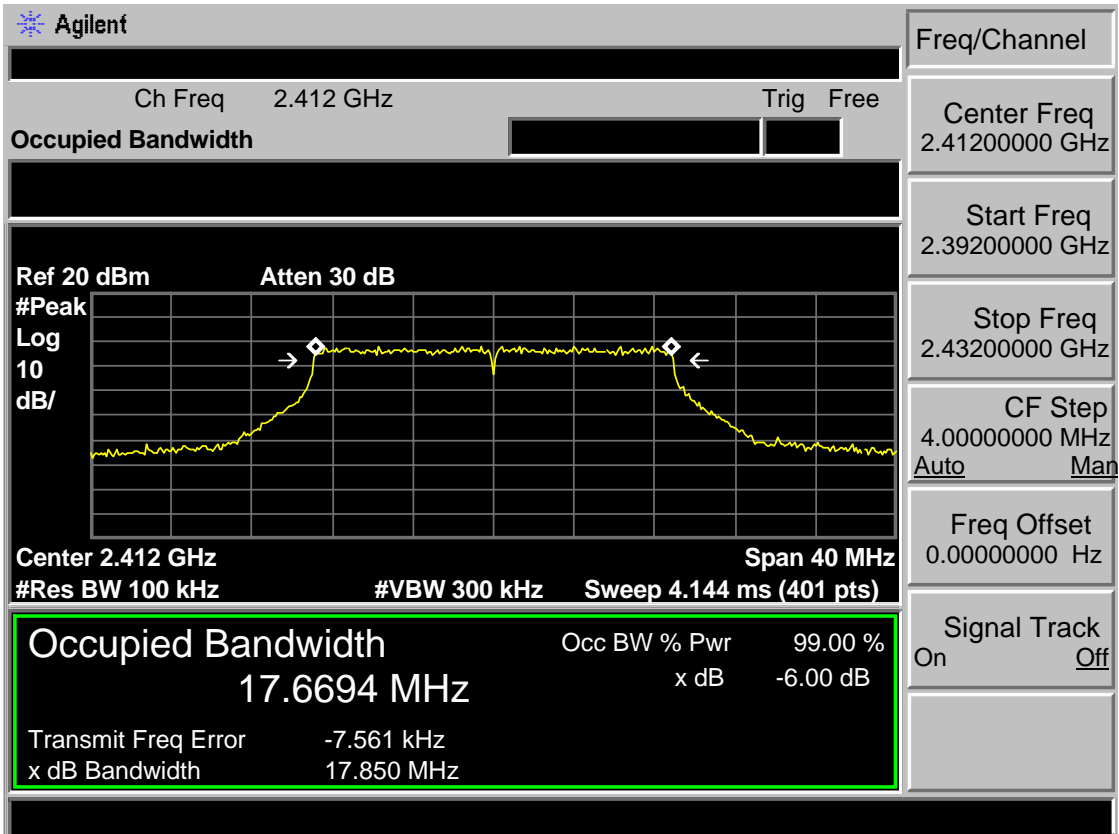 Agilent
Ch Freq 2.412 GHz Trig Free
Occupied Bandwidth
Ref 20 dBm Atten 30 dB
#Peak
Log
10
dB/
Center 2.412 GHz Span 40 MHz
#Res BW 100 kHz #VBW 300 kHz Sweep 4.144 ms (401 pts)
Occupied Bandwidth Occ BW % Pwr 99.00 %
17.6694 MHz x dB -6.00 dB
Transmit Freq Error -7.561 kHz
x dB Bandwidth 17.850 MHz
Freq/Channel
Center Freq
2.41200000 GHz
Start Freq
2.39200000 GHz
Stop Freq
2.43200000 GHz
CF Step
4.00000000 MHz
Auto Man
Freq Offset
0.00000000 Hz
Signal Track
On Off